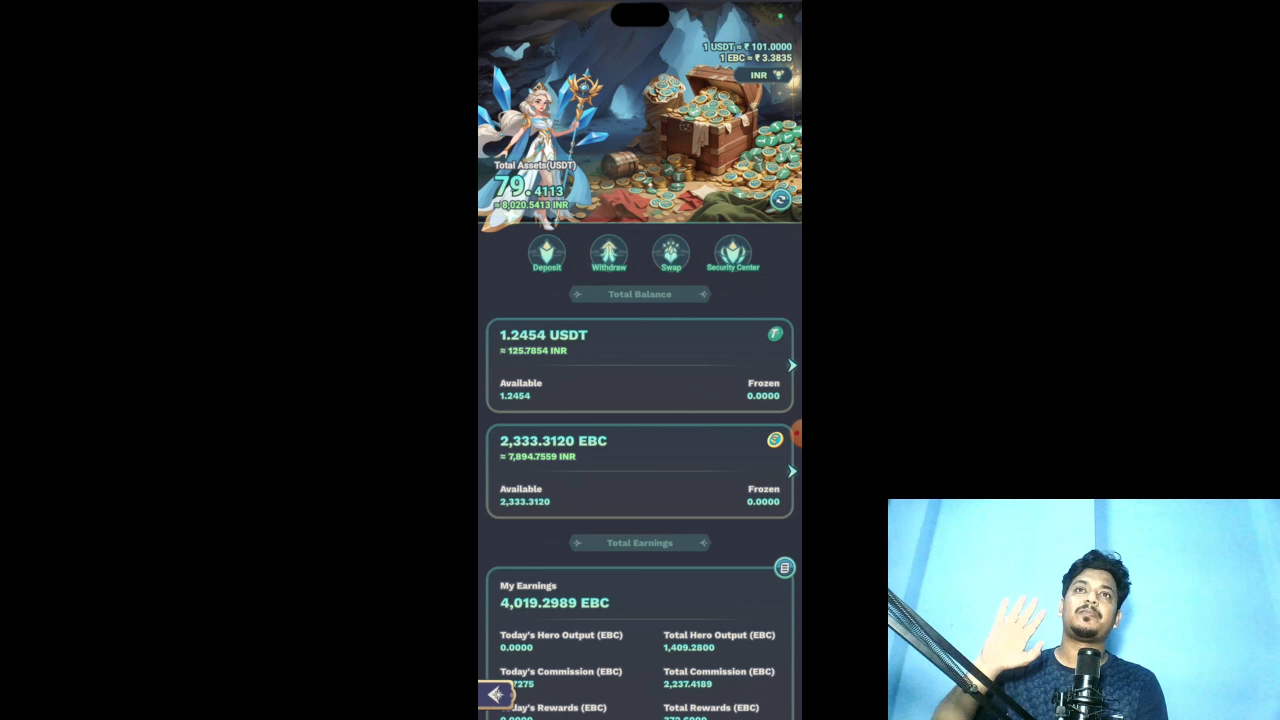 1 USDT ≈ ₹ 101.0000
1 EBC ≈ ₹ 3.3835
INR
Total Assets(USDT)
79.4113
≈ 8,020.5413 INR
Deposit
Withdraw
Swap
Security Center
Total Balance
1.2454 USDT
≈ 125.7854 INR
Available
Frozen
1.2454
0.0000
2,333.3120 EBC
≈ 7,894.7559 INR
Available
Frozen
2,333.3120
0.0000
Total Earnings
My Earnings
4,019.2989 EBC
Today's Hero Output (EBC)
Total Hero Output (EBC)
0.0000
1,409.2800
Today's Commission (EBC)
Total Commission (EBC)
7275
2,237.4189
day's Rewards (EBC)
Total Rewards (EBC)